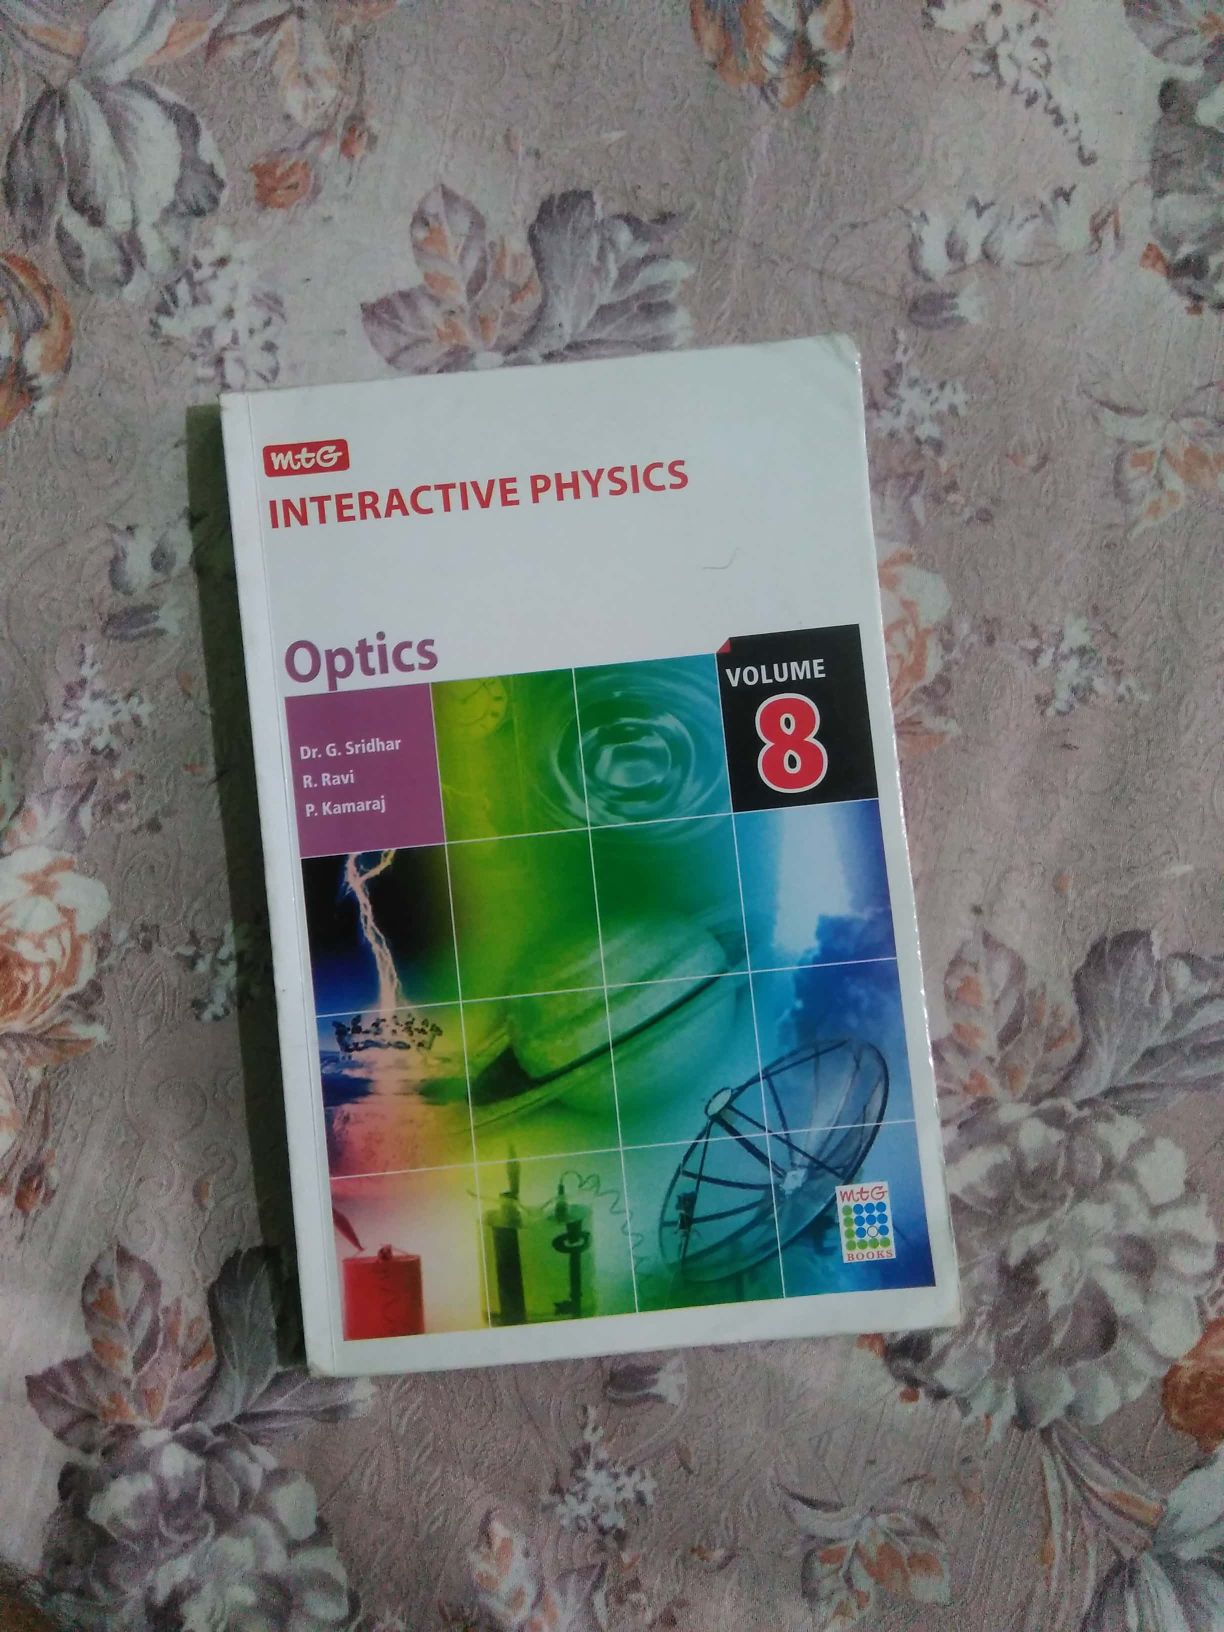 mtG
INTERACTIVE PHYSICS
Optics
VOLUME
8
Dr. G. Sridhar
R. Ravi
P. Kamaraj
mtG
BOOKS